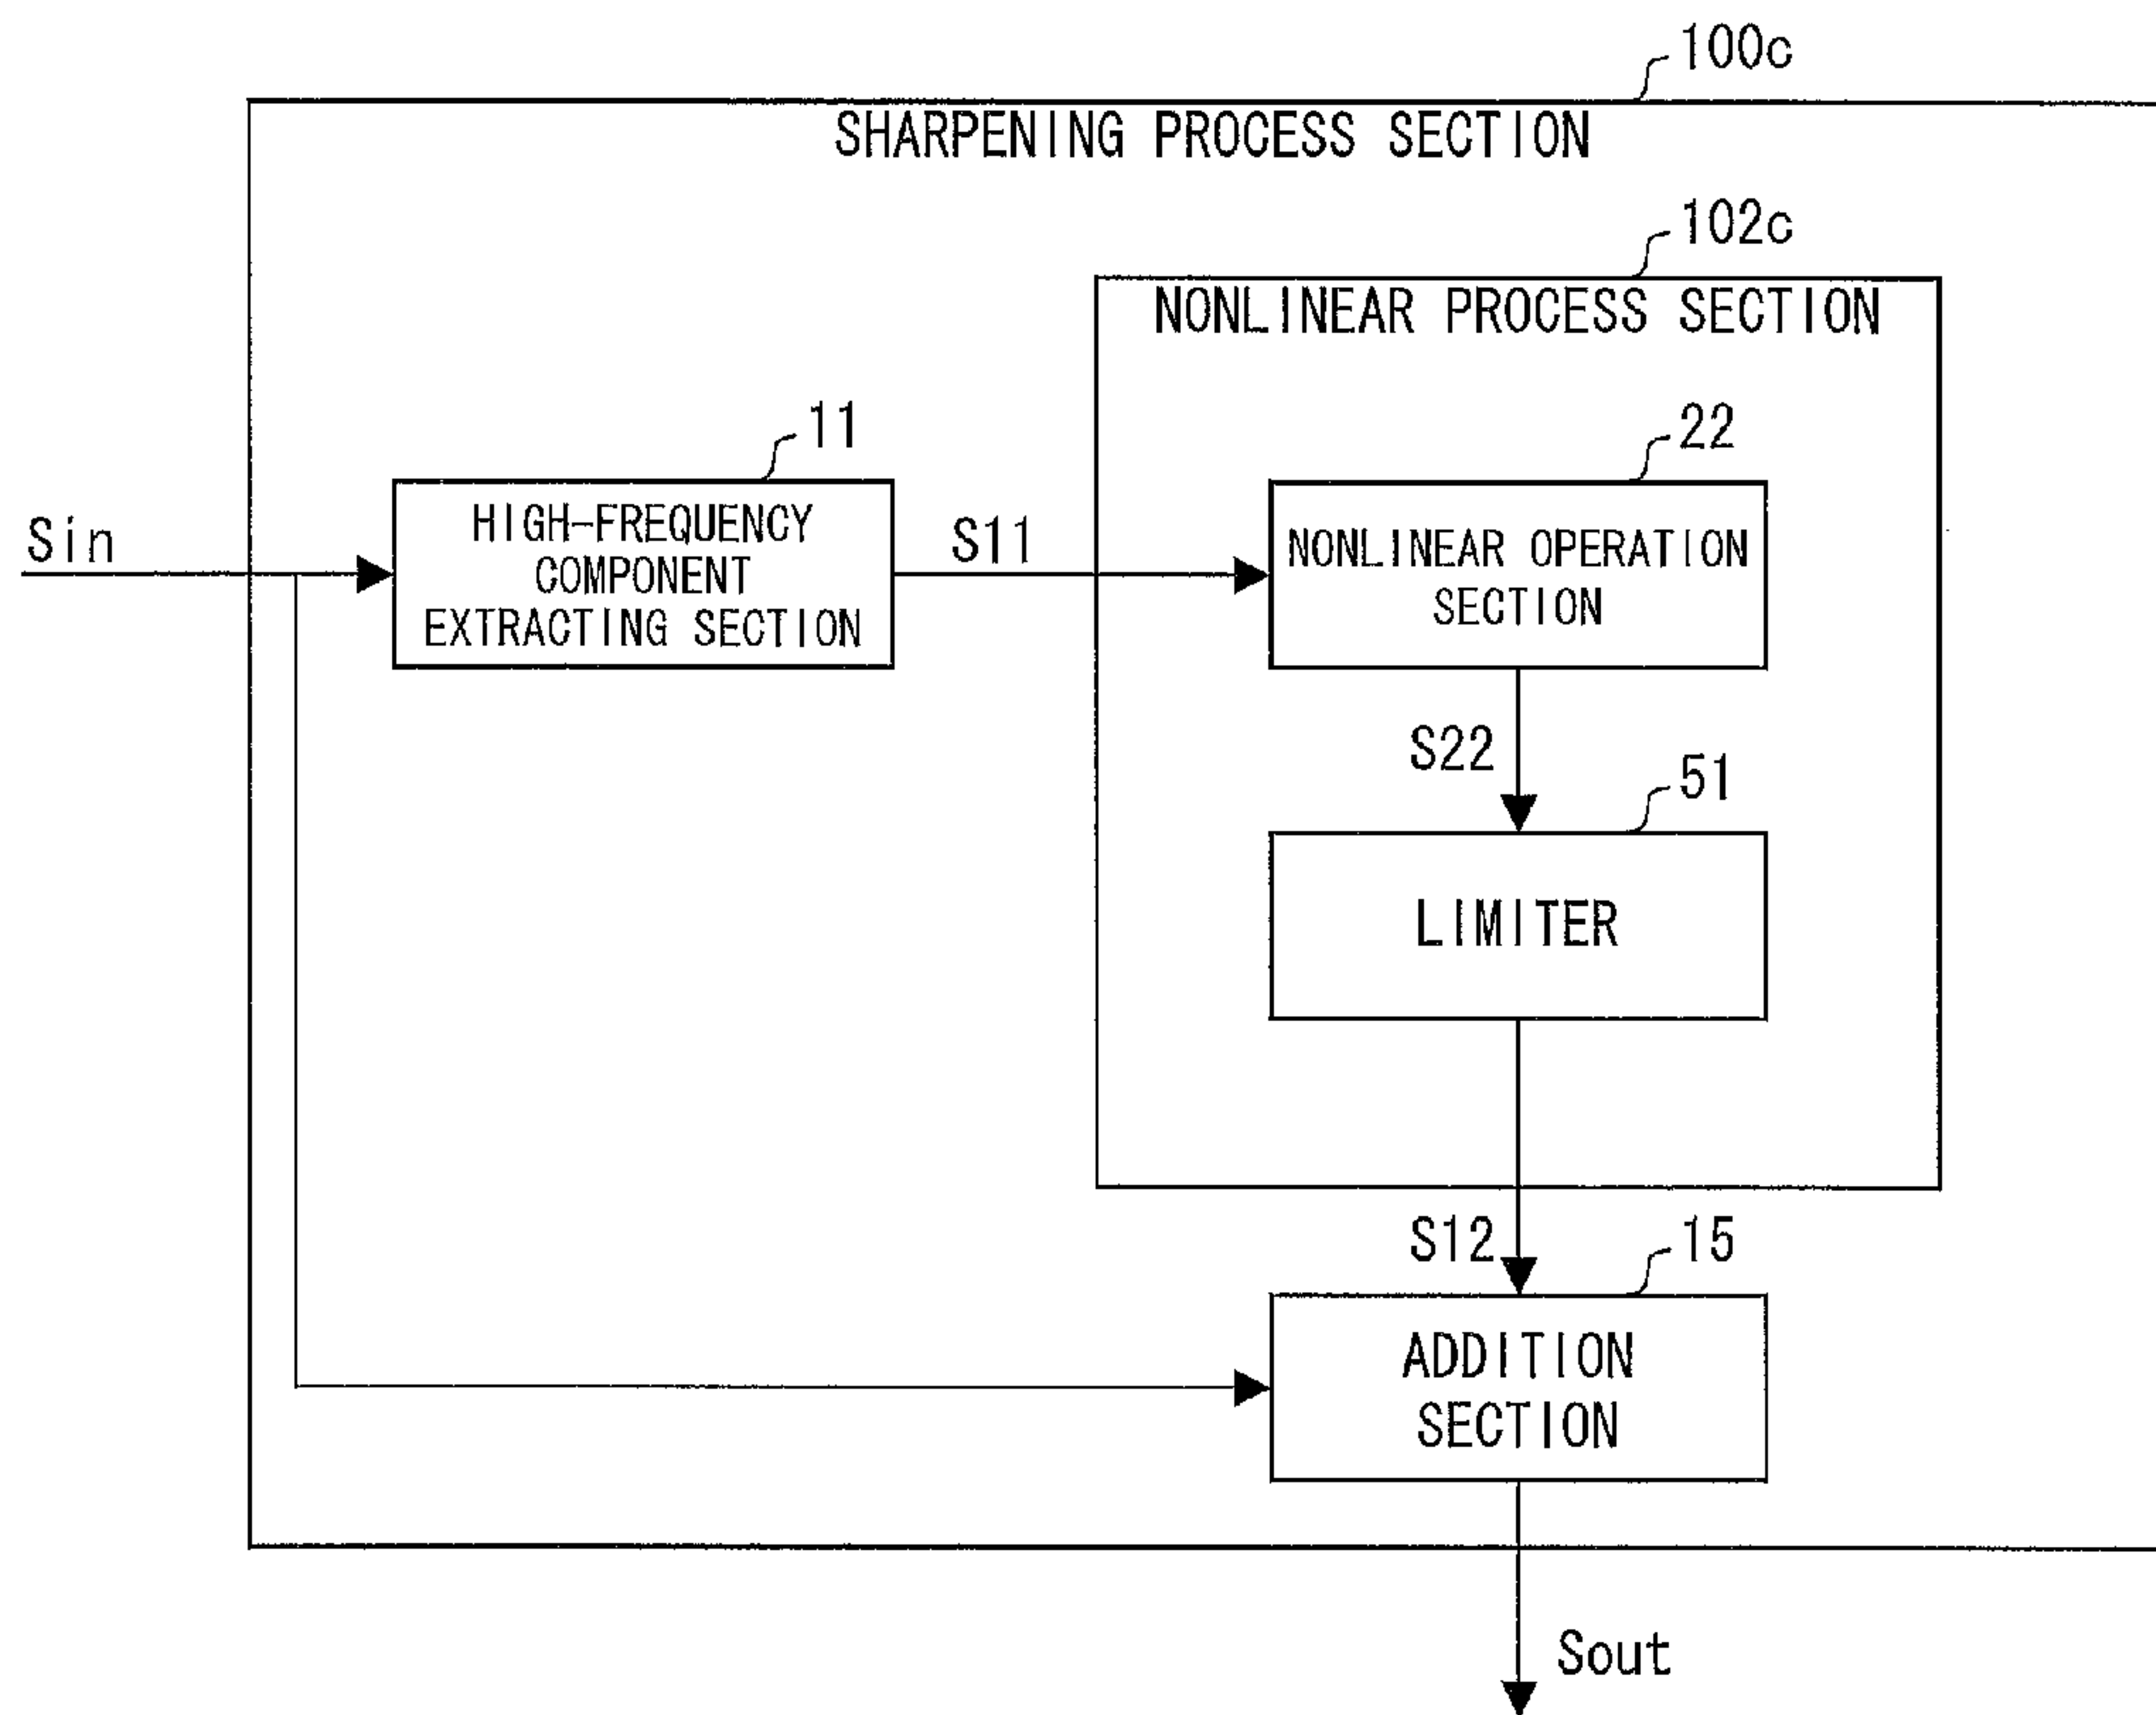 100c
SHARPENING PROCESS SECTION
102c
NONLINEAR PROCESS SECTION
11
22
Sin
HIGH-FREQUENCY
COMPONENT
EXTRACTING SECTION
S11
NONLINEAR OPERATION
SECTION
S22
51
LIMITER
S12
15
ADDITION
SECTION
Sout